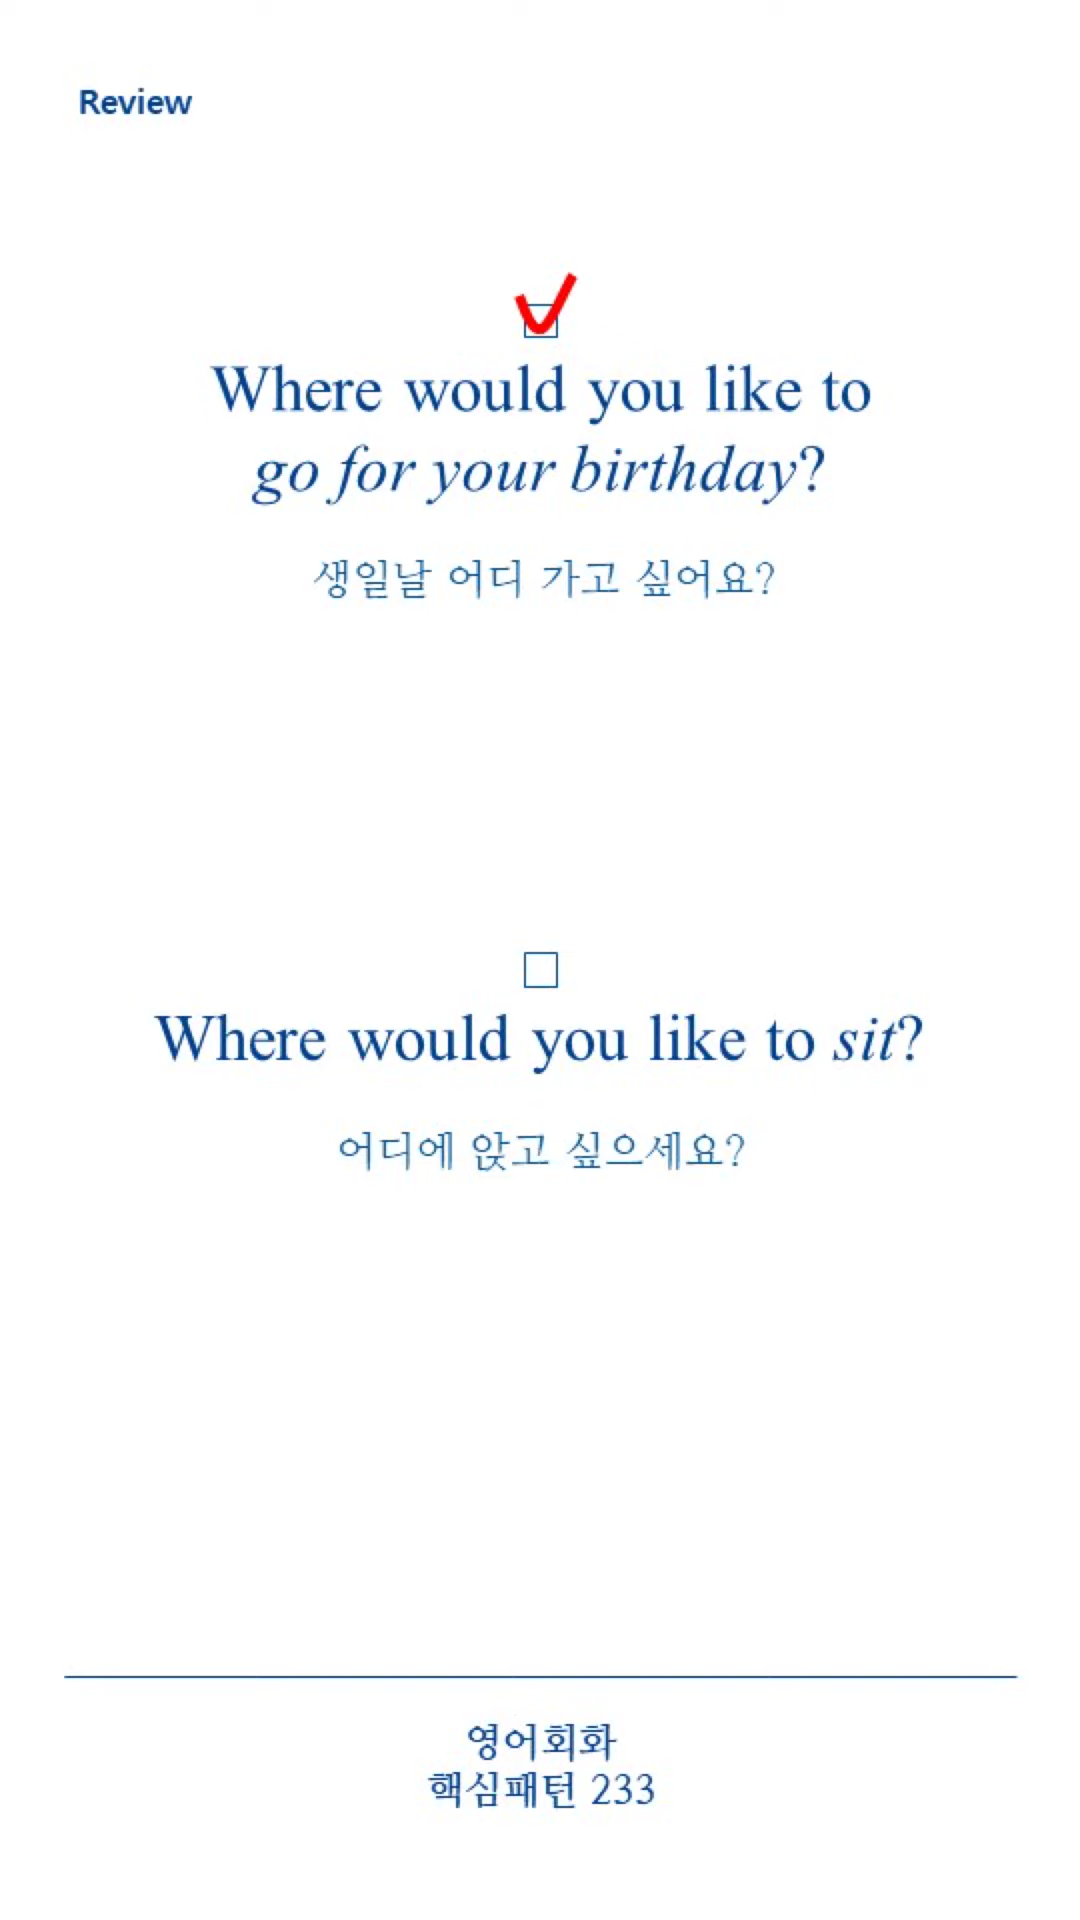 Review
Where would you like to
go for your birthday?
생일날 어디 가고 싶어요?
Where would you like to sit?
어디에 앉고 싶으세요?
영어회화
핵심패턴 233